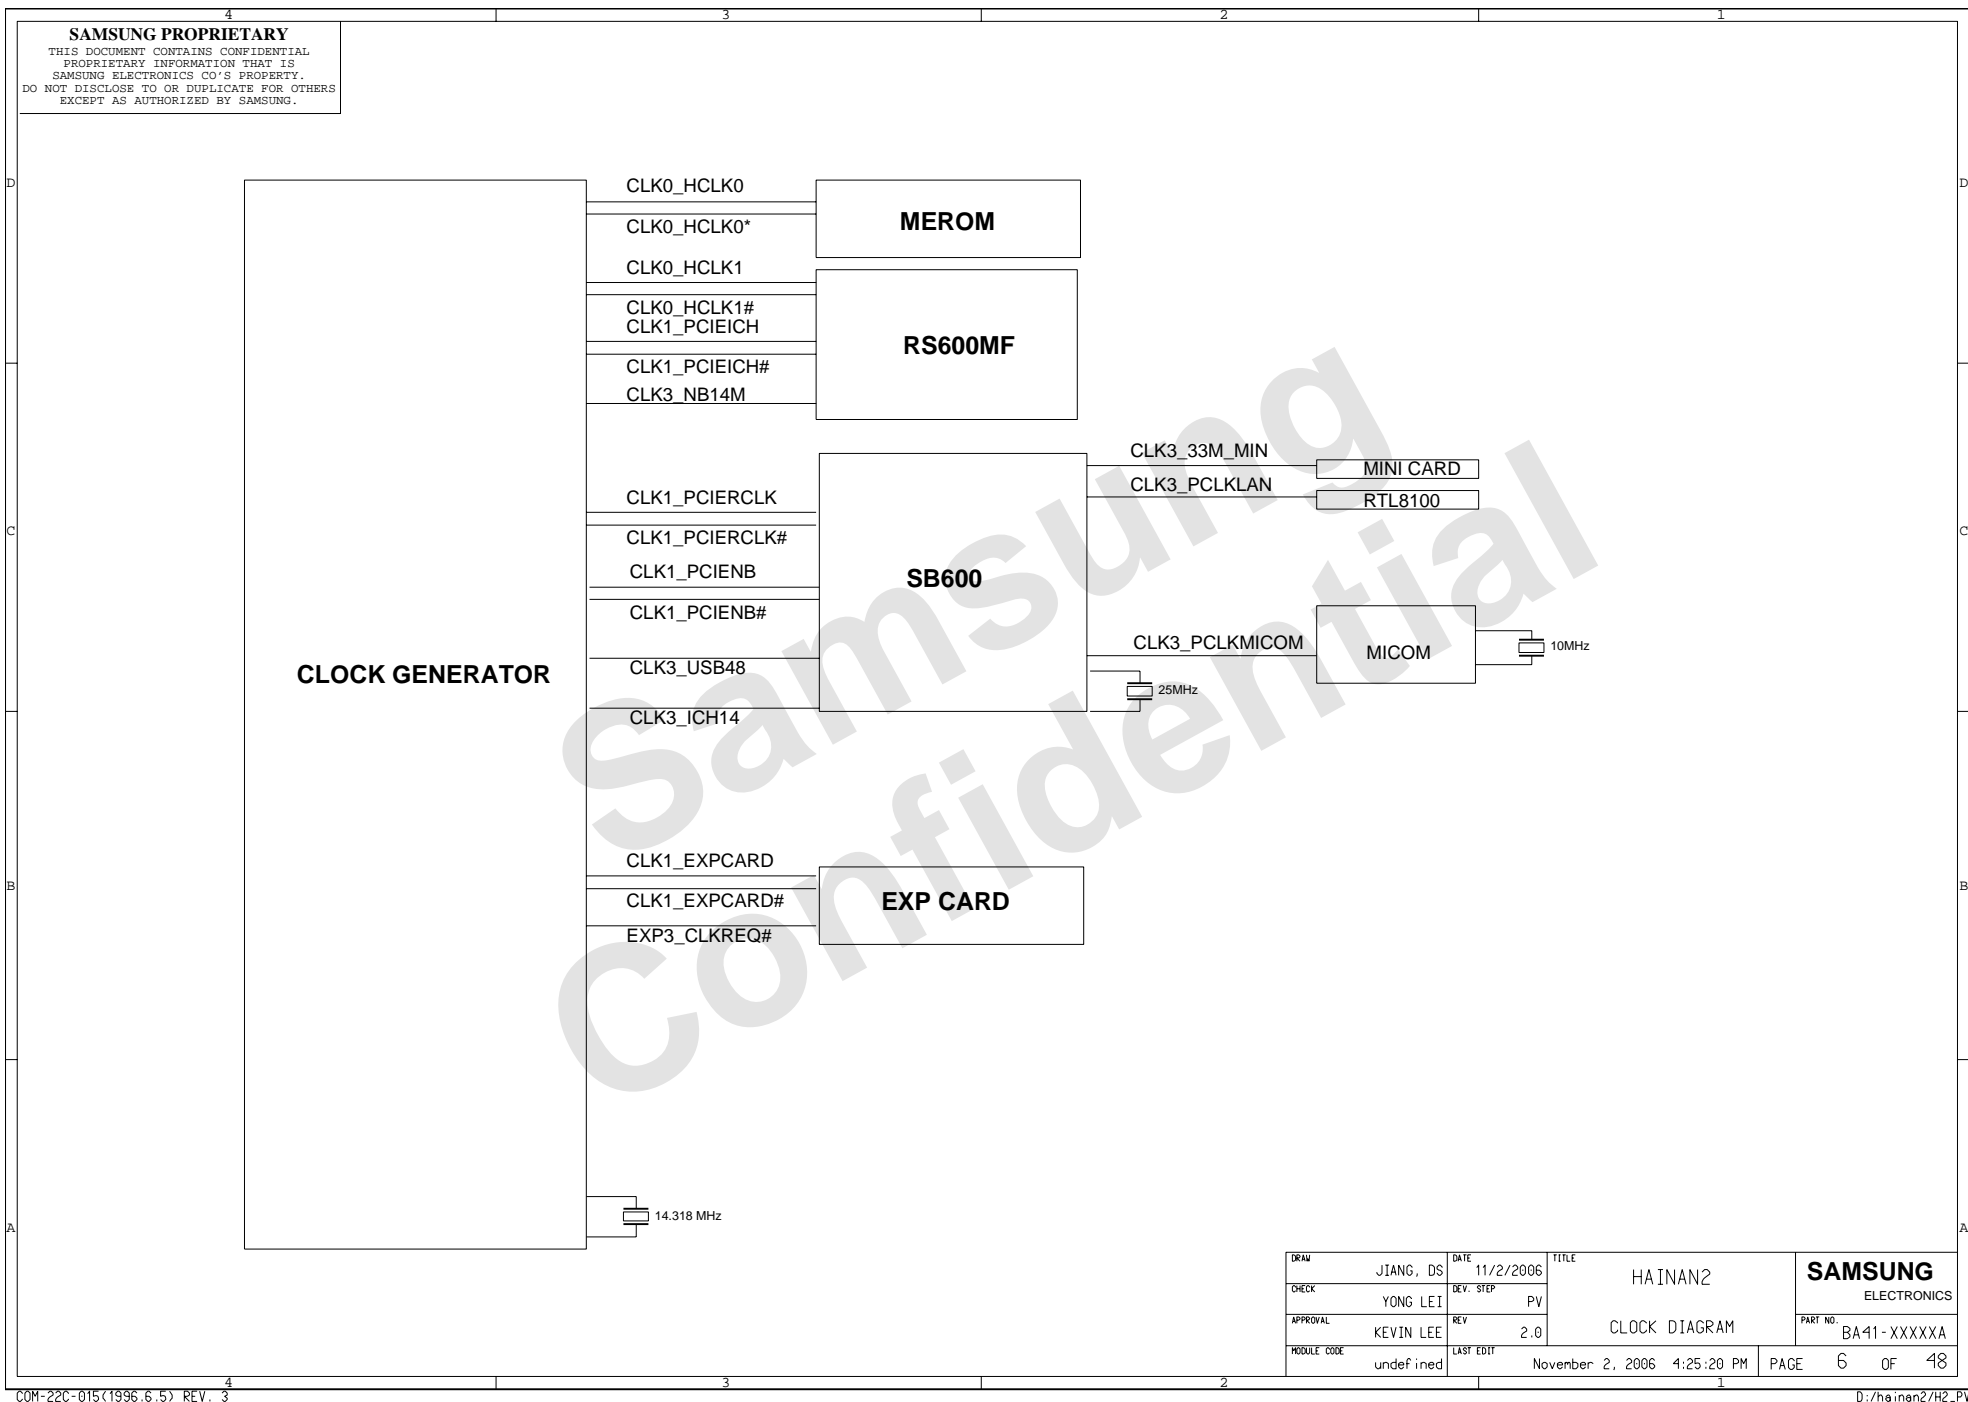 4 3 2 1
SAMSUNG PROPRIETARY
THIS DOCUMENT CONTAINS CONFIDENTIAL
PROPRIETARY INFORMATION THAT IS
SAMSUNG ELECTRONICS CO'S PROPERTY.
DO NOT DISCLOSE TO OR DUPLICATE FOR OTHERS
EXCEPT AS AUTHORIZED BY SAMSUNG.
D D
CLK0_HCLK0
MEROM
CLK0_HCLK0*
CLK0_HCLK1
CLK0_HCLK1#
CLK1_PCIEICH
RS600MF
CLK1_PCIEICH#
CLK3_NB14M
CLK3_33M_MIN
MINI CARD
CLK3_PCLKLAN
RTL8100
CLK1_PCIERCLK
C C
CLK1_PCIERCLK#
CLK1_PCIENB
SB600
CLK1_PCIENB#
CLK3_PCLKMICOM
MICOM
10MHz
CLK3_USB48
CLOCK GENERATOR
25MHz
CLK3_ICH14
Samsung
Confidential
CLK1_EXPCARD
B B
CLK1_EXPCARD#
EXP CARD
EXP3_CLKREQ#
14.318 MHz
A A
DRAW JIANG, DS DATE 11/2/2006 TITLE HAINAN2 SAMSUNG
ELECTRONICS
CHECK YONG LEI DEV. STEP PV
APPROVAL KEVIN LEE REV 2.0 CLOCK DIAGRAM PART NO. BA41-XXXXXA
MODULE CODE undefined LAST EDIT November 2, 2006 4:25:20 PM PAGE 6 OF 48
4 3 2 1
COM-22C-015(1996.6.5) REV. 3
D:/hainan2/H2_PV